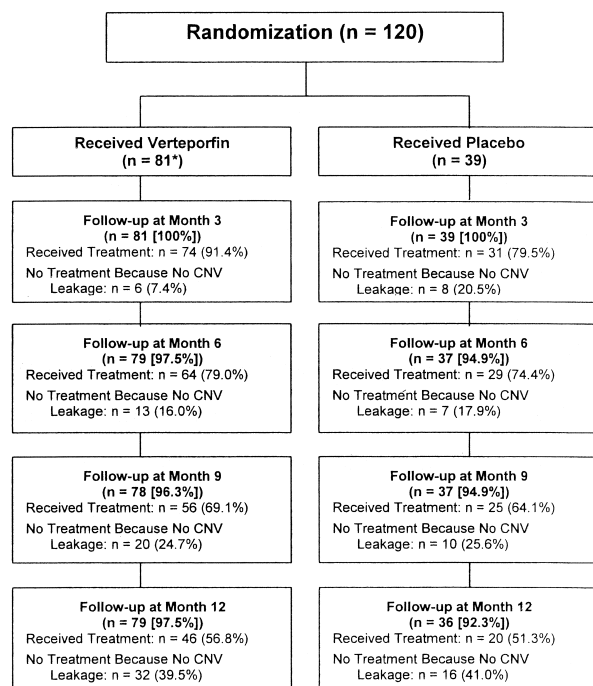 Randomization (n = 120)
Received Verteporfin
(n = 81*)
Received Placebo
(n = 39)
Follow-up at Month 3
(n = 81 [100%])
Received Treatment: n = 74 (91.4%)
No Treatment Because No CNV
Leakage: n = 6 (7.4%)
Follow-up at Month 3
(n = 39 [100%])
Received Treatment: n = 31 (79.5%)
No Treatment Because No CNV
Leakage: n = 8 (20.5%)
Follow-up at Month 6
(n = 79 [97.5%])
Received Treatment: n = 64 (79.0%)
No Treatment Because No CNV
Leakage: n = 13 (16.0%)
Follow-up at Month 6
(n = 37 [94.9%])
Received Treatment: n = 29 (74.4%)
No Treatment Because No CNV
Leakage: n = 7 (17.9%)
Follow-up at Month 9
(n = 78 [96.3%])
Received Treatment: n = 56 (69.1%)
No Treatment Because No CNV
Leakage: n = 20 (24.7%)
Follow-up at Month 9
(n = 37 [94.9%])
Received Treatment: n = 25 (64.1%)
No Treatment Because No CNV
Leakage: n = 10 (25.6%)
Follow-up at Month 12
(n = 79 [97.5%])
Received Treatment: n = 46 (56.8%)
No Treatment Because No CNV
Leakage: n = 32 (39.5%)
Follow-up at Month 12
(n = 36 [92.3%])
Received Treatment: n = 20 (51.3%)
No Treatment Because No CNV
Leakage: n = 16 (41.0%)